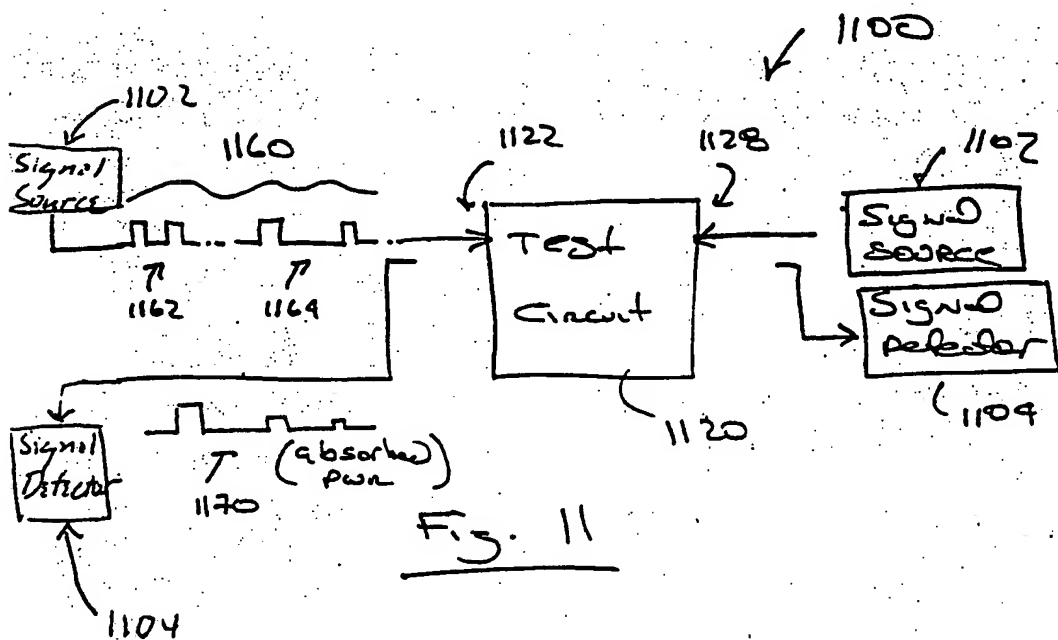 1100
1102
Signal
Source
1160
1122
1128
1102
Signal
Source
Test
Circuit
1162
1164
Signal
Detector
1104
1120
Signal
Detector
(absorbed
pwr)
1170
Fig. 11
1104